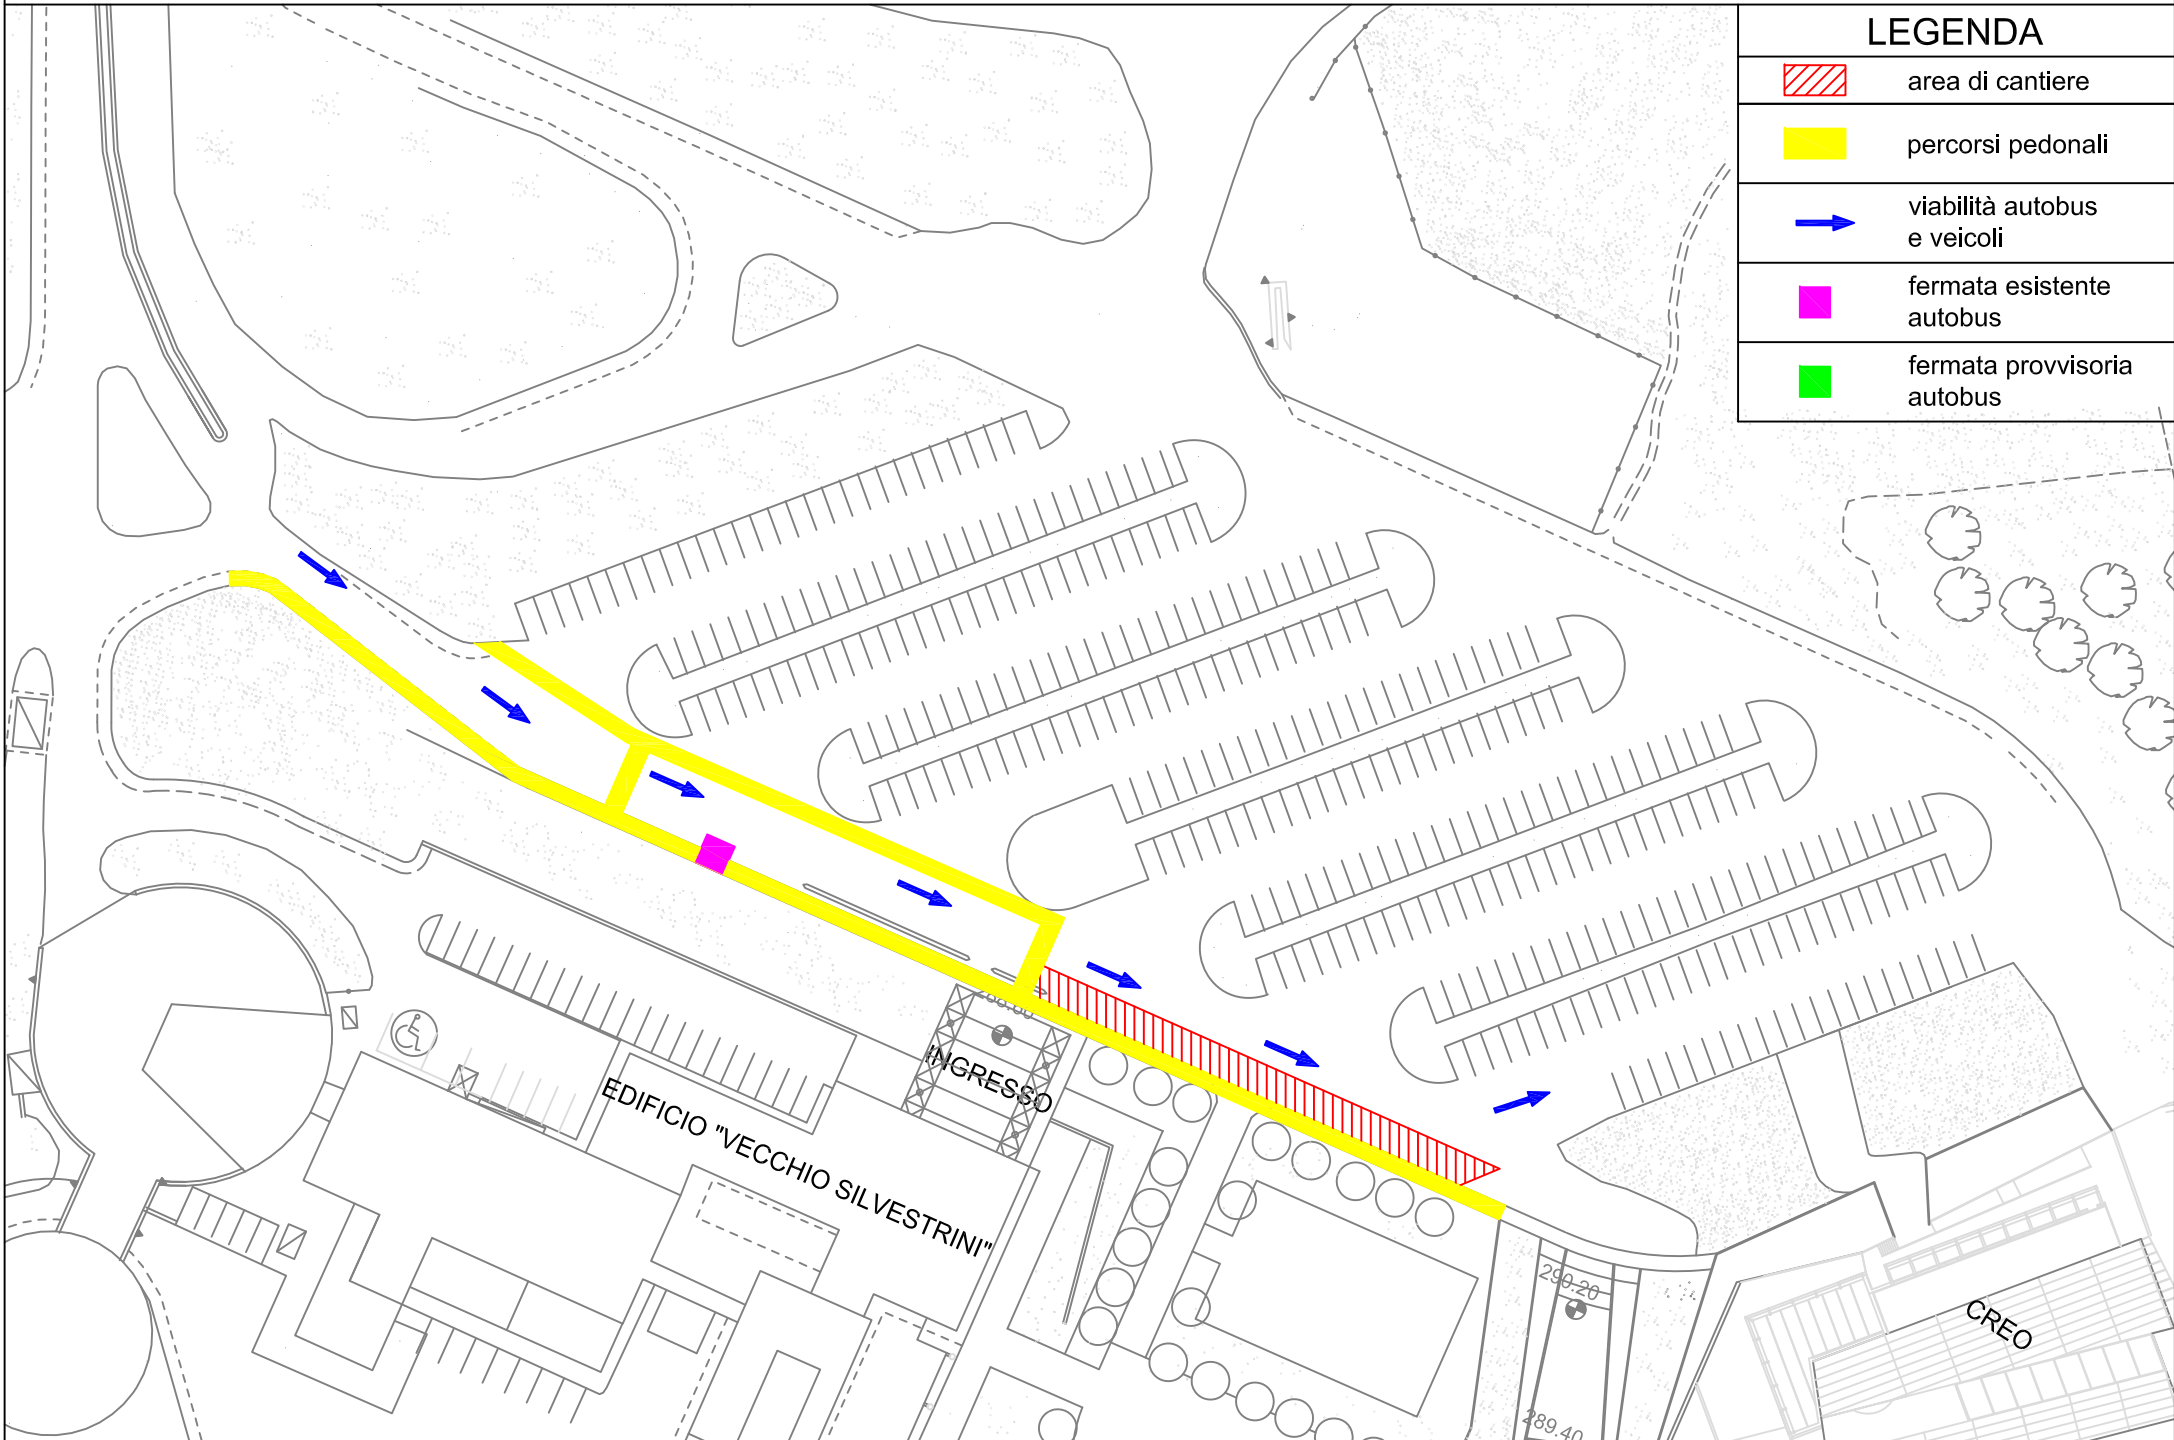 LEGENDA
area di cantiere
percorsi pedonali
viabilità autobus
e veicoli
fermata esistente
autobus
fermata provvisoria
autobus
INGRESSO
EDIFICIO "VECCHIO SILVESTRINI"
290.20
CREO
289.40